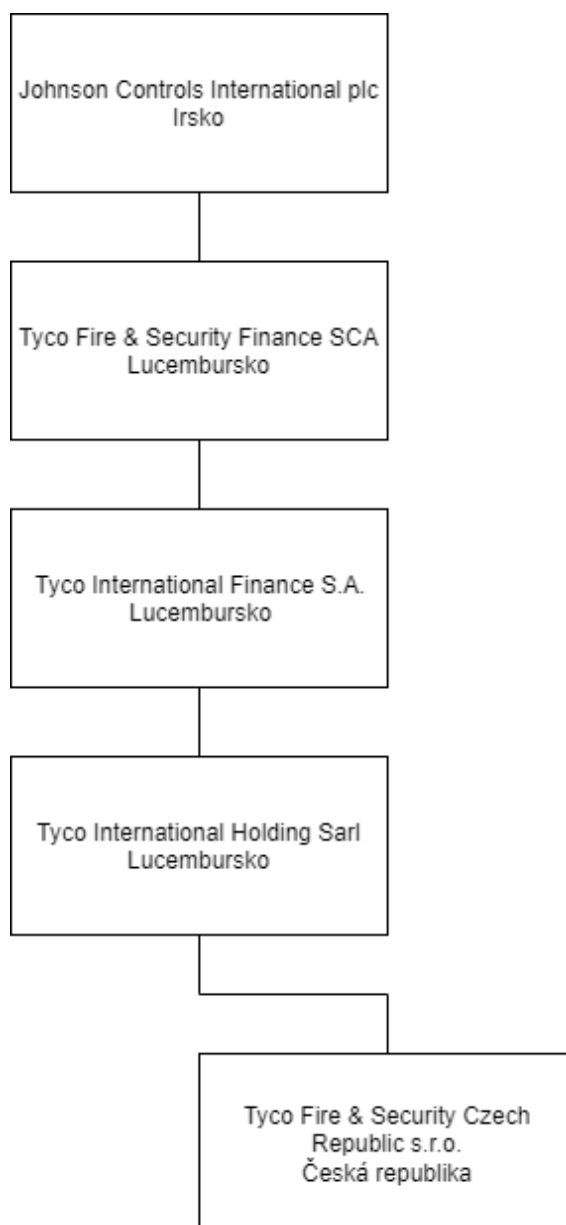 Johnson Controls International plc
Irsko
Tyco Fire & Security Finance SCA
Lucembursko
Tyco International Finance S.A.
Lucembursko
Tyco International Holding Sarl
Lucembursko
Tyco Fire & Security Czech
Republic s.r.o.
Česká republika